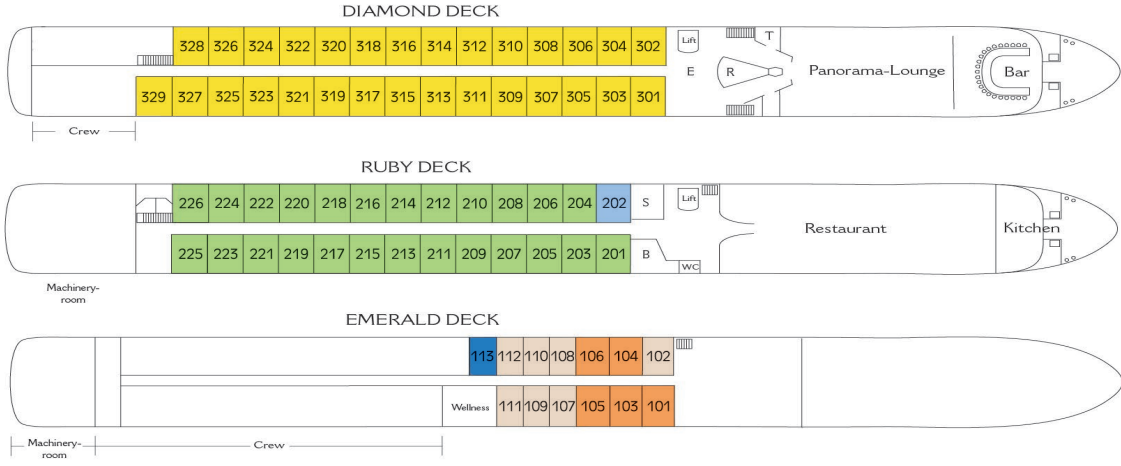 DIAMOND DECK
328 326 324 322 320 318 316 314 312 310 308 306 304 302
Lift
T
E
R
Panorama-Lounge
Bar
329 327 325 323 321 319 317 315 313 311 309 307 305 303 301
Crew
RUBY DECK
226 224 222 220 218 216 214 212 210 208 206 204 202
S
Lift
Restaurant
Kitchen
225 223 221 219 217 215 213 211 209 207 205 203 201
B
WC
Machinery-
room
EMERALD DECK
113 112 110 108 106 104 102
Wellness
111 109 107 105 103 101
Machinery-
room
Crew